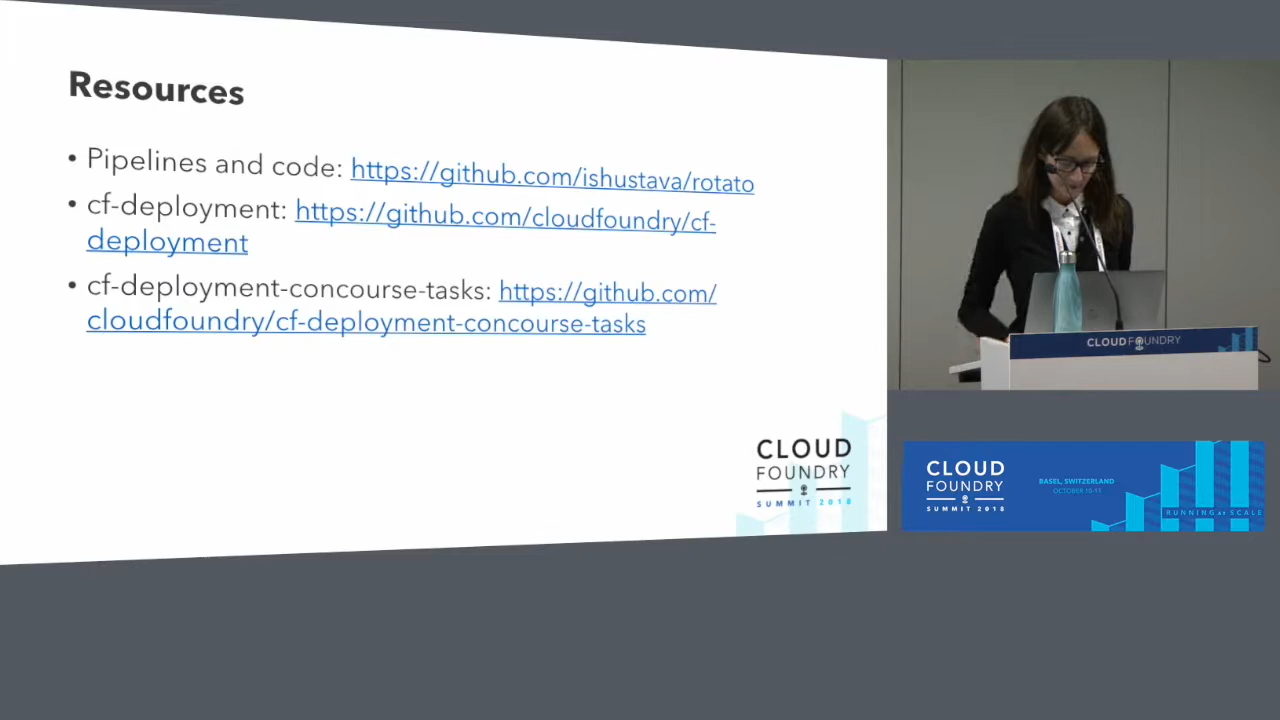 Resources
• Pipelines and code: https://github.com/ishustava/rotato
• cf-deployment: https://github.com/cloudfoundry/cf-
deployment
• cf-deployment-concourse-tasks: https://github.com/
cloudfoundry/cf-deployment-concourse-tasks
CLOUD
FOUNDRY
SUMMIT 2018
CLOUDFOUNDRY
CLOUD
FOUNDRY
SUMMIT 2018
BASEL, SWITZERLAND
OCTOBER 10-11
RUNNING AT SCALE